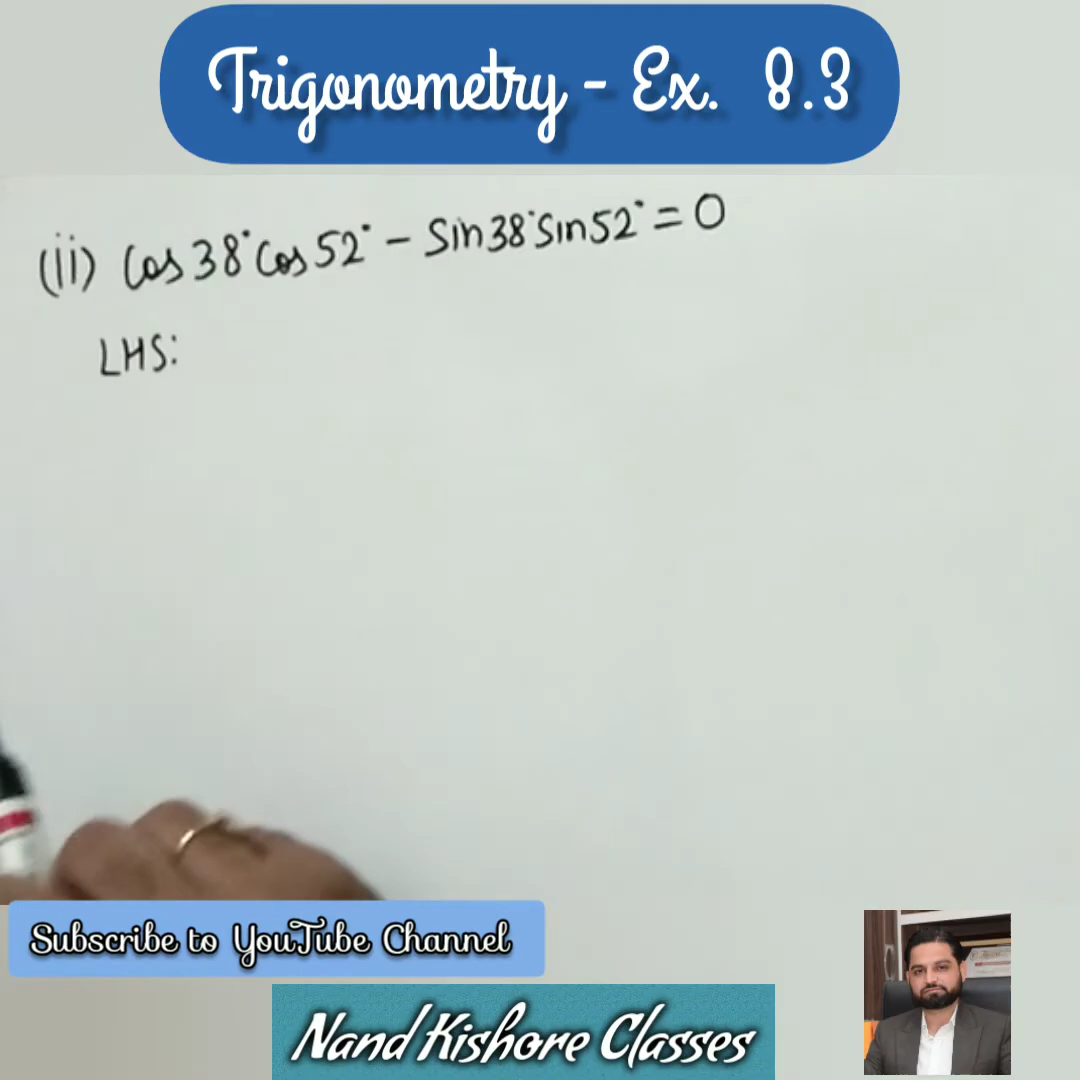 Trigonometry - Ex. 8.3
(ii) Cos 38° Cos 52° - Sin 38° Sin 52° = 0
LHS:
Subscribe to YouTube Channel
Nand Kishore Classes